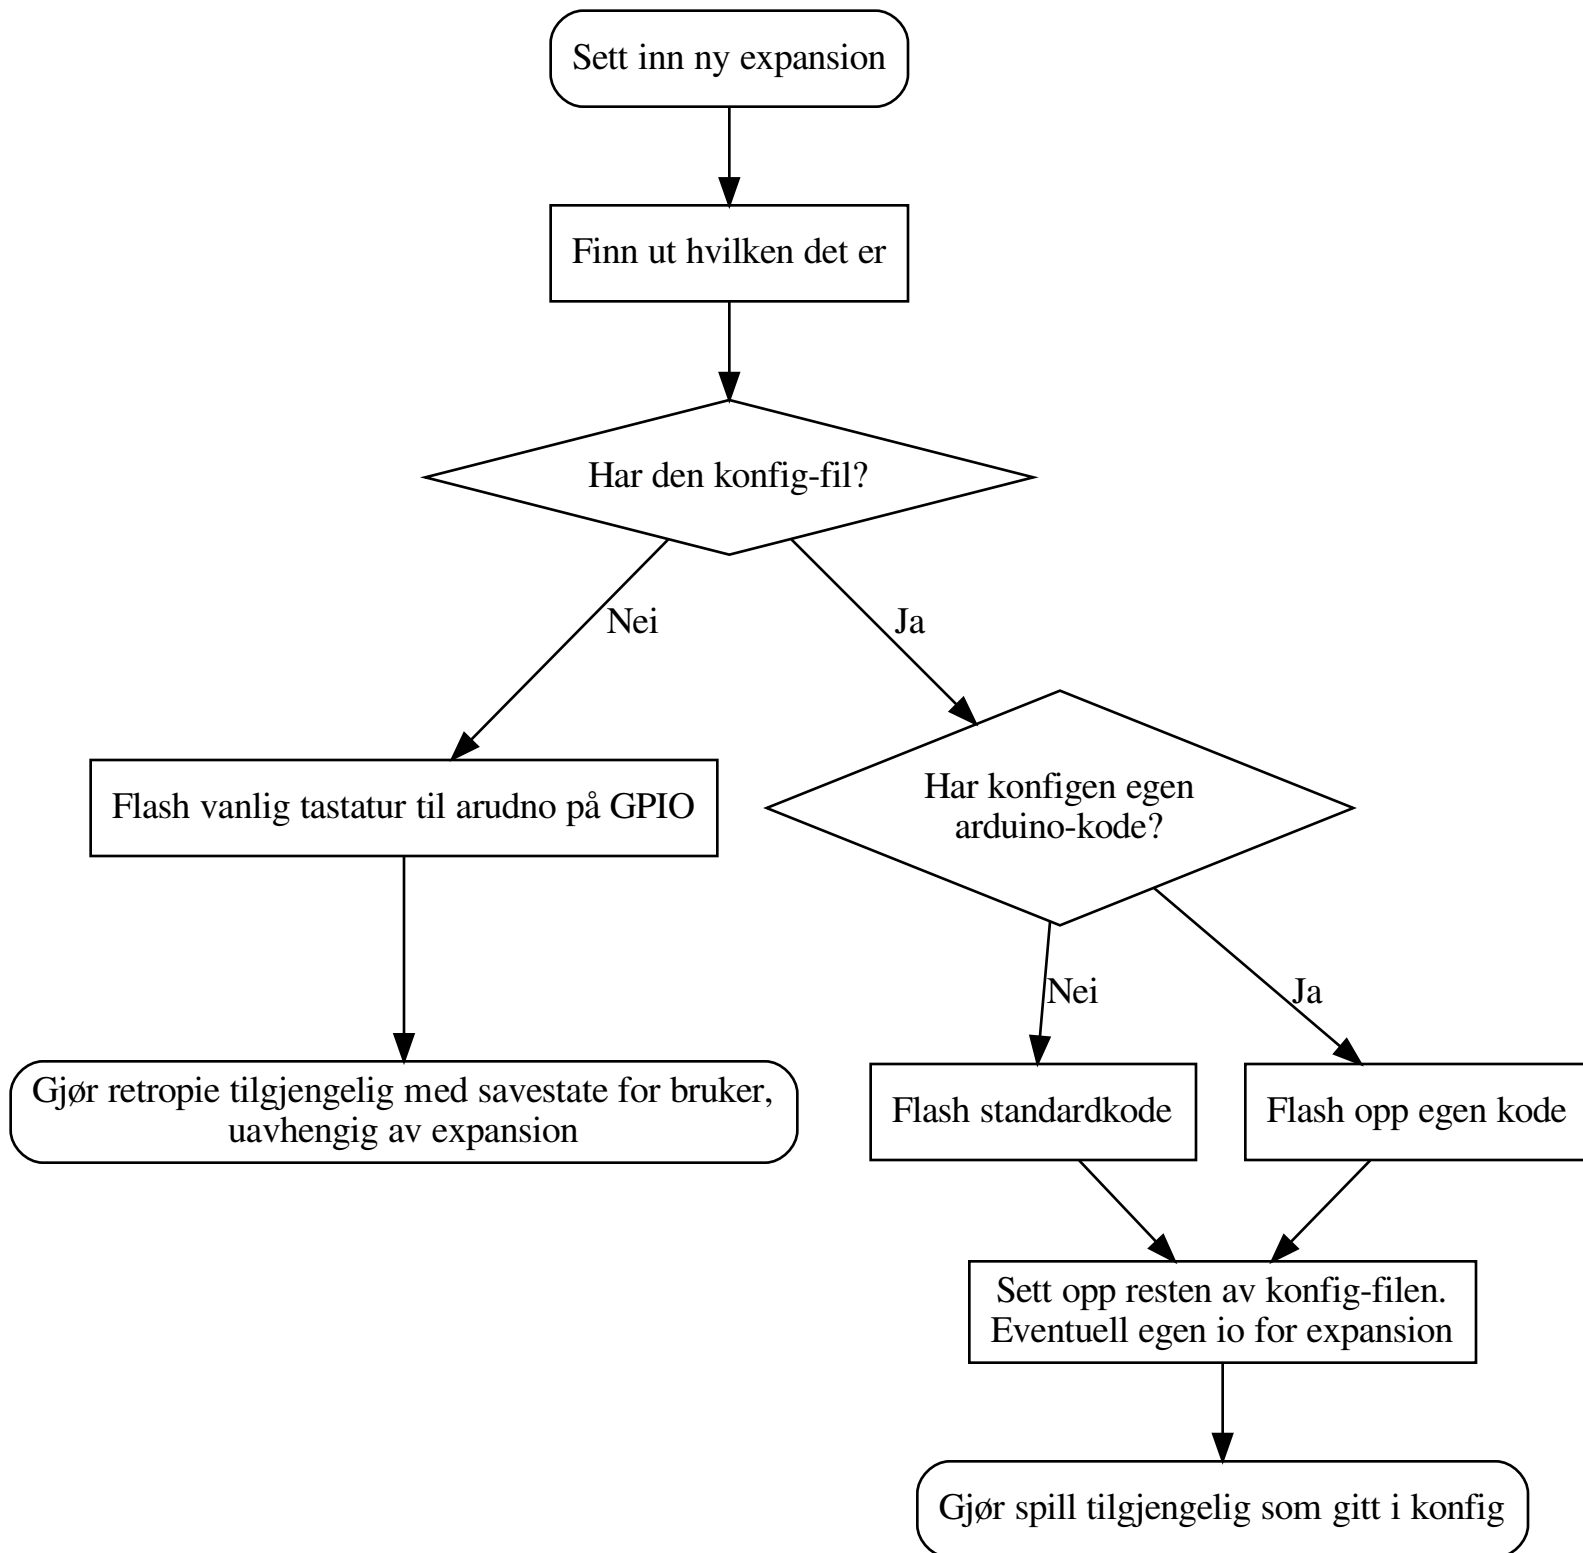 Sett inn ny expansion
Finn ut hvilken det er
Har den konfig-fil?
Nei
Ja
Flash vanlig tastatur til arudno på GPIO
Har konfigen egen
arduino-kode?
Nei
Ja
Gjør retropie tilgjengelig med savestate for bruker,
uavhengig av expansion
Flash standardkode
Flash opp egen kode
Sett opp resten av konfig-filen.
Eventuell egen io for expansion
Gjør spill tilgjengelig som gitt i konfig